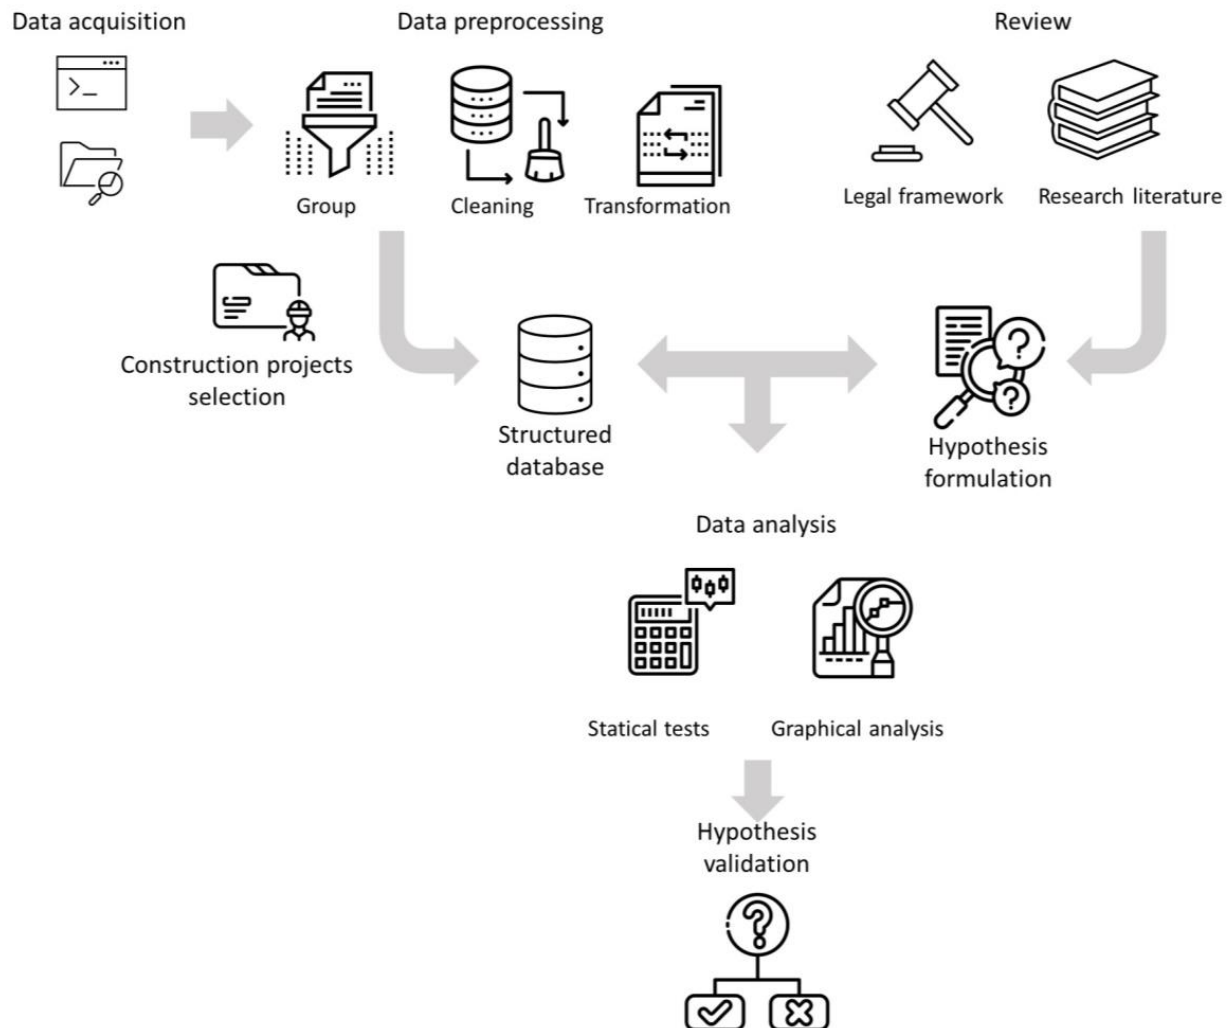 Data acquisition
Data preprocessing
Review
>_
Group
Cleaning
Transformation
Legal framework
Research literature
Construction projects
selection
Structured
database
?
?
Hypothesis
formulation
Data analysis
Statical tests
Graphical analysis
Hypothesis
validation
?